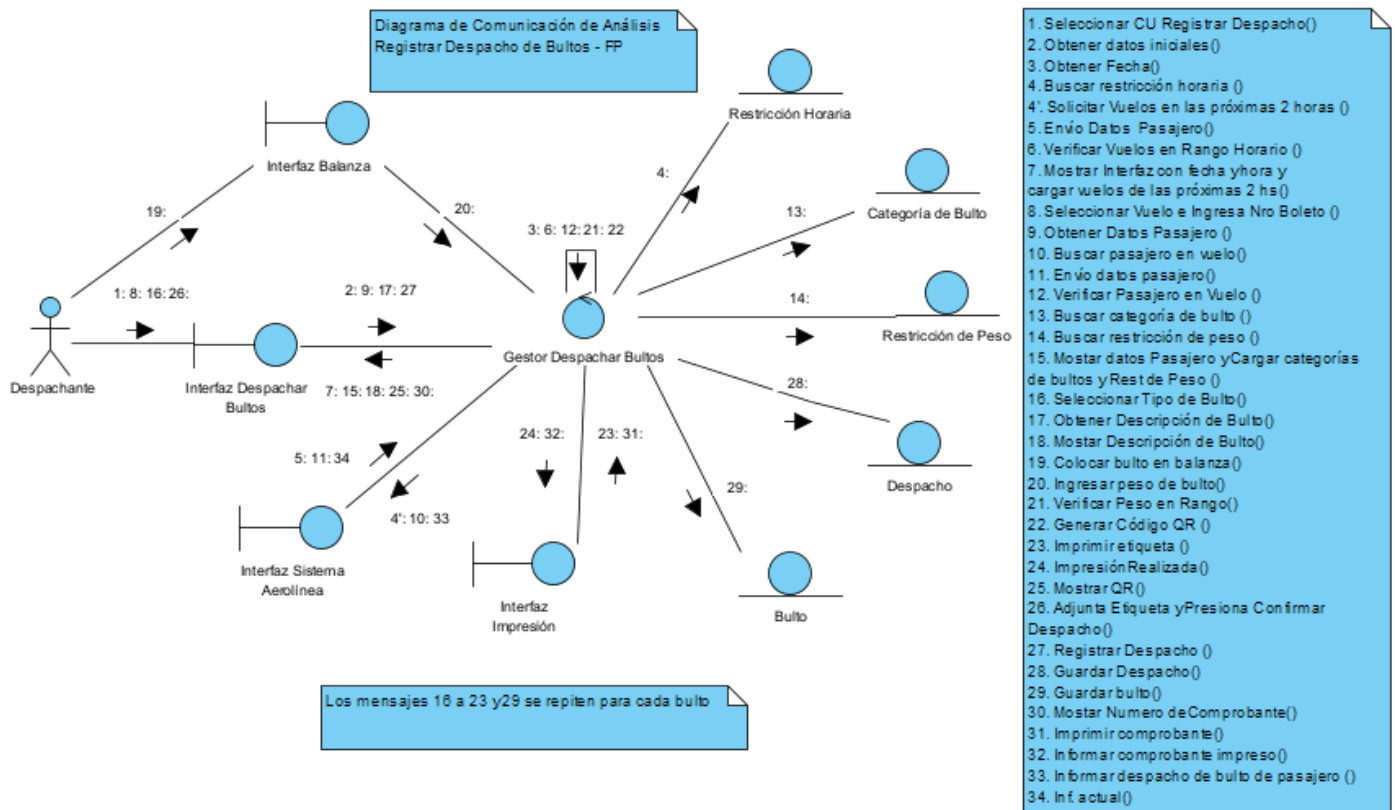 Diagrama de Comunicación de Análisis
Registrar Despacho de Bultos - FP
Restricción Horaria
Interfaz Balanza
4:
Categoría de Bulto
19:
20:
13:
3: 6: 12: 21: 22
1: 8: 16: 26:
2: 9: 17: 27
14:
Restricción de Peso
Despachante
Interfaz Despachar
Bultos
Gestor Despachar Bultos
7: 15: 18: 25: 30:
28:
24: 32:
23: 31:
5: 11: 34
Despacho
29:
4': 10: 33
Interfaz Sistema
Aerolínea
Interfaz
Impresión
Bulto
Los mensajes 16 a 23 y29 se repiten para cada bulto
1. Seleccionar CU Registrar Despacho()
2. Obtener datos iniciales()
3. Obtener Fecha()
4. Buscar restricción horaria ()
4'. Solicitar Vuelos en las próximas 2 horas ()
5. Envío Datos Pasajero()
6. Verificar Vuelos en Rango Horario ()
7. Mostrar Interfaz con fecha yhora y
cargar vuelos de las próximas 2 hs()
8. Seleccionar Vuelo e Ingresa Nro Boleto ()
9. Obtener Datos Pasajero ()
10. Buscar pasajero en vuelo()
11. Envío datos pasajero()
12. Verificar Pasajero en Vuelo ()
13. Buscar categoría de bulto ()
14. Buscar restricción de peso ()
15. Mostar datos Pasajero yCargar categorías
de bultos yRest de Peso ()
16. Seleccionar Tipo de Bulto()
17. Obtener Descripción de Bulto()
18. Mostar Descripción de Bulto()
19. Colocar bulto en balanza()
20. Ingresar peso de bulto()
21. Verificar Peso en Rango()
22. Generar Código QR ()
23. Imprimir etiqueta ()
24. Impresión Realizada()
25. Mostrar QR()
26. Adjunta Etiqueta yPresiona Confirmar
Despacho()
27. Registrar Despacho ()
28. Guardar Despacho()
29. Guardar bulto()
30. Mostar Numero de Comprobante()
31. Imprimir comprobante()
32. Informar comprobante impreso()
33. Informar despacho de bulto de pasajero ()
34. Inf. actual()